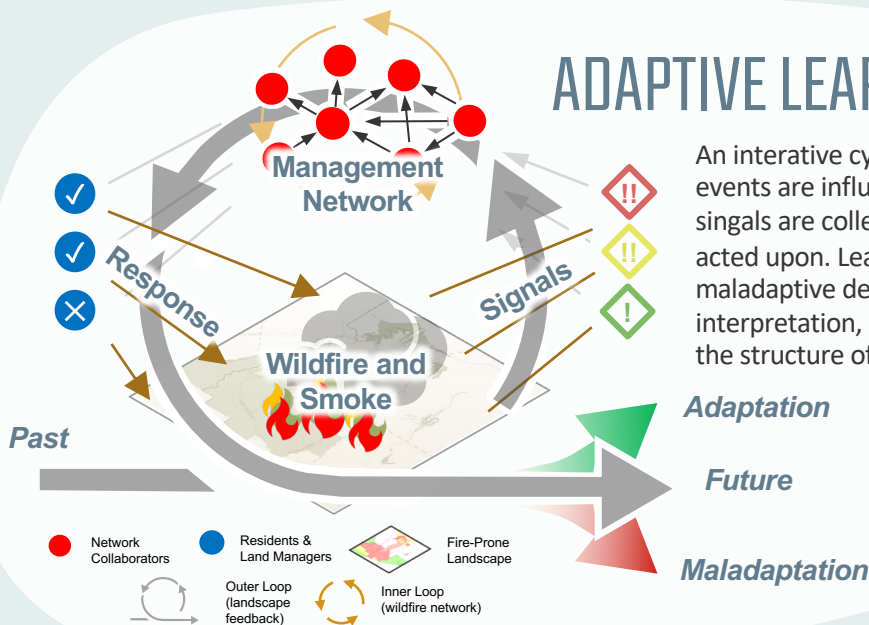 ADAPTIVE LEAR
An interative cy
events are influ
singals are colle
acted upon. Lea
maladaptive de
interpretation,
the structure of
Management
Network
!!
!!
!
Response
Signals
Wildfire and
Smoke
Past
Adaptation
Future
Maladaptation
Network
Collaborators
Residents &
Land Managers
Fire-Prone
Landscape
Outer Loop
(landscape
feedback)
Inner Loop
(wildfire network)